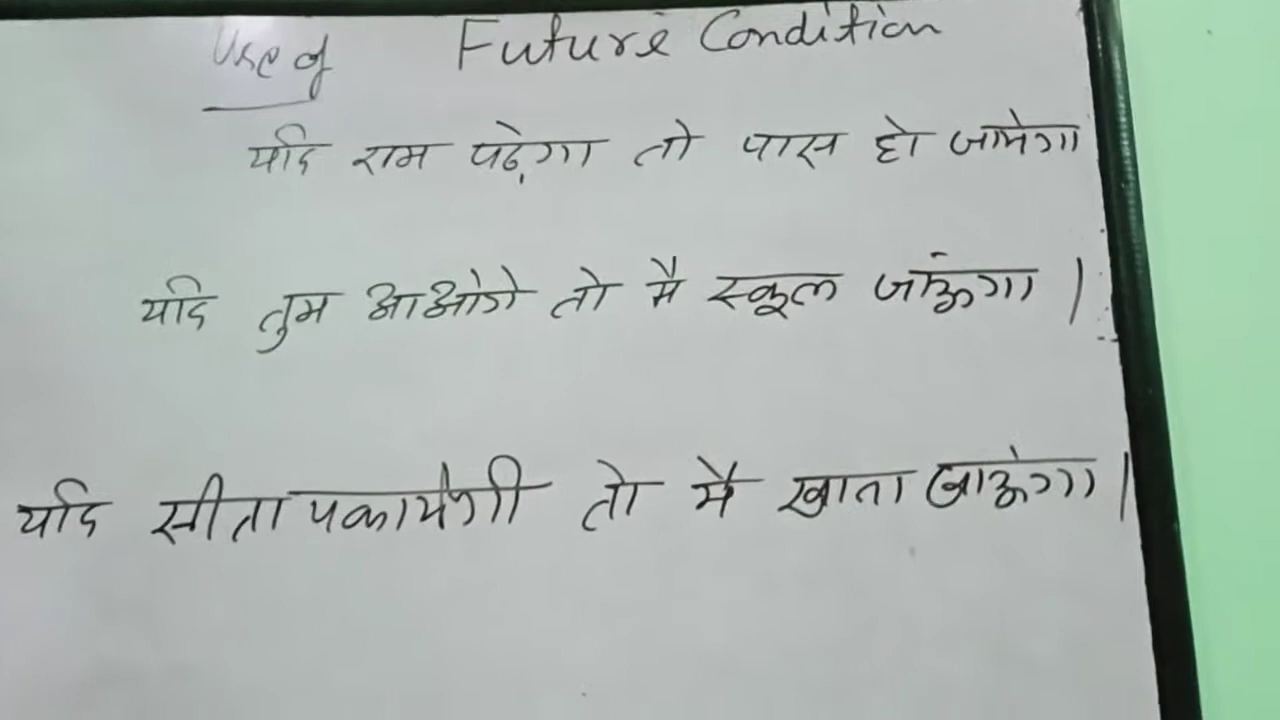 Use of Future Condition
यदि राम पढ़ेगा तो पास हो जायेगा
यदि तुम आओगे तो मै स्कूल जाऊंगा |
यदि सीता पकायेगी तो मै खाना खाऊंगा |